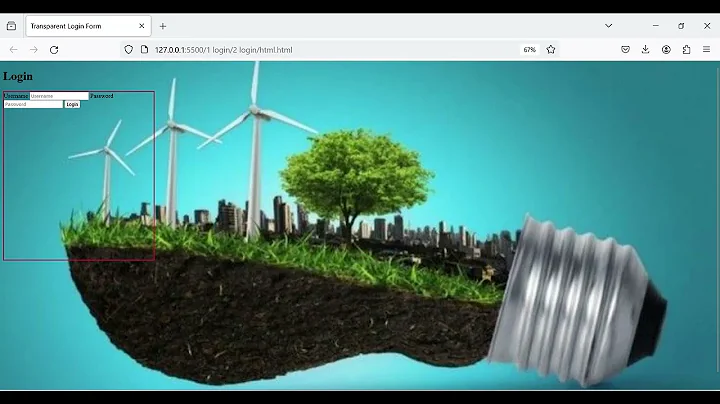 Transparent Login Form
127.0.0.1:5500/1 login/2 login/html.html
67%
Login
Username Username Password
Password Login